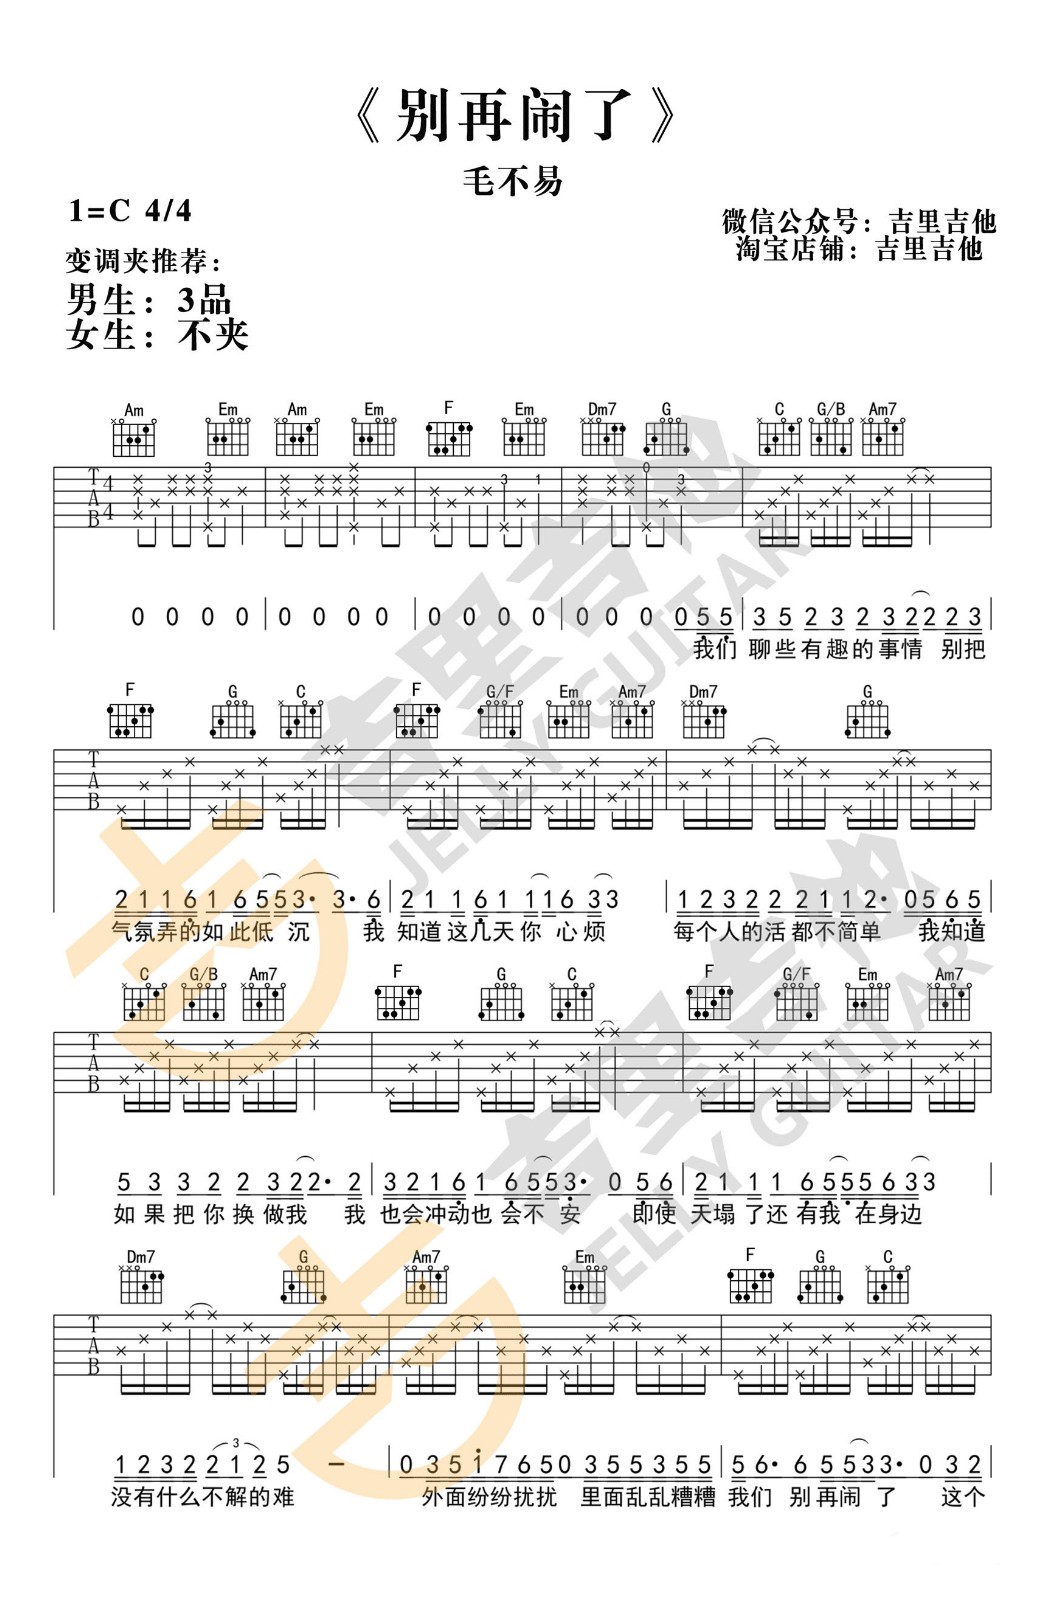 《别再闹了》
毛不易
1=C 4/4
微信公众号：吉里吉他
淘宝店铺：吉里吉他
变调夹推荐：
男生：3品
女生：不夹
Am Em Am Em F Em Dm7 G C G/B Am7
3 3 1 0 3
T 4
A
B 4
0 0 0 0 0 0 0 0 0 0 0 0 0 0 0 0 5 5 3 5 2 3 2 3 2 2 2 3
我们 聊些有趣的事情 别把
F G C F G/F Em Am7 Dm7 G
T
A
B
2 1 1 6 1 6 5 5 3· 3· 6 2 1 1 6 1 1 6 3 3 1 2 3 2 2 2 1 1 2· 0 5 6 5
气氛弄的如此低 沉 我 知道这几天你 心烦 每个人的活都不简单 我知道
C G/B Am7 F G C F G/F Em Am7
T
A
B
5 3 3 2 2 3 2 2· 2 3 2 1 6 1 6 5 5 3· 0 5 6 2 1 1 1 6 5 5 5 6 3 3
如果把你换做我 我 也会冲动也会不安 即使 天塌了还有我在身边
Dm7 G Am7 Em F G C
T
A
B
3
1 2 3 2 2 1 2 5 – 0 3 5 1 7 6 5 0 3 5 5 3 5 5 5 6· 6 5 5 3 3· 0 3 2
没有什么不解的难 外面纷纷扰扰 里面乱乱糟糟 我们 别再闹 了 这个
吉里吉他
JELLY GUITAR
吉里吉他
JELLY GUITAR